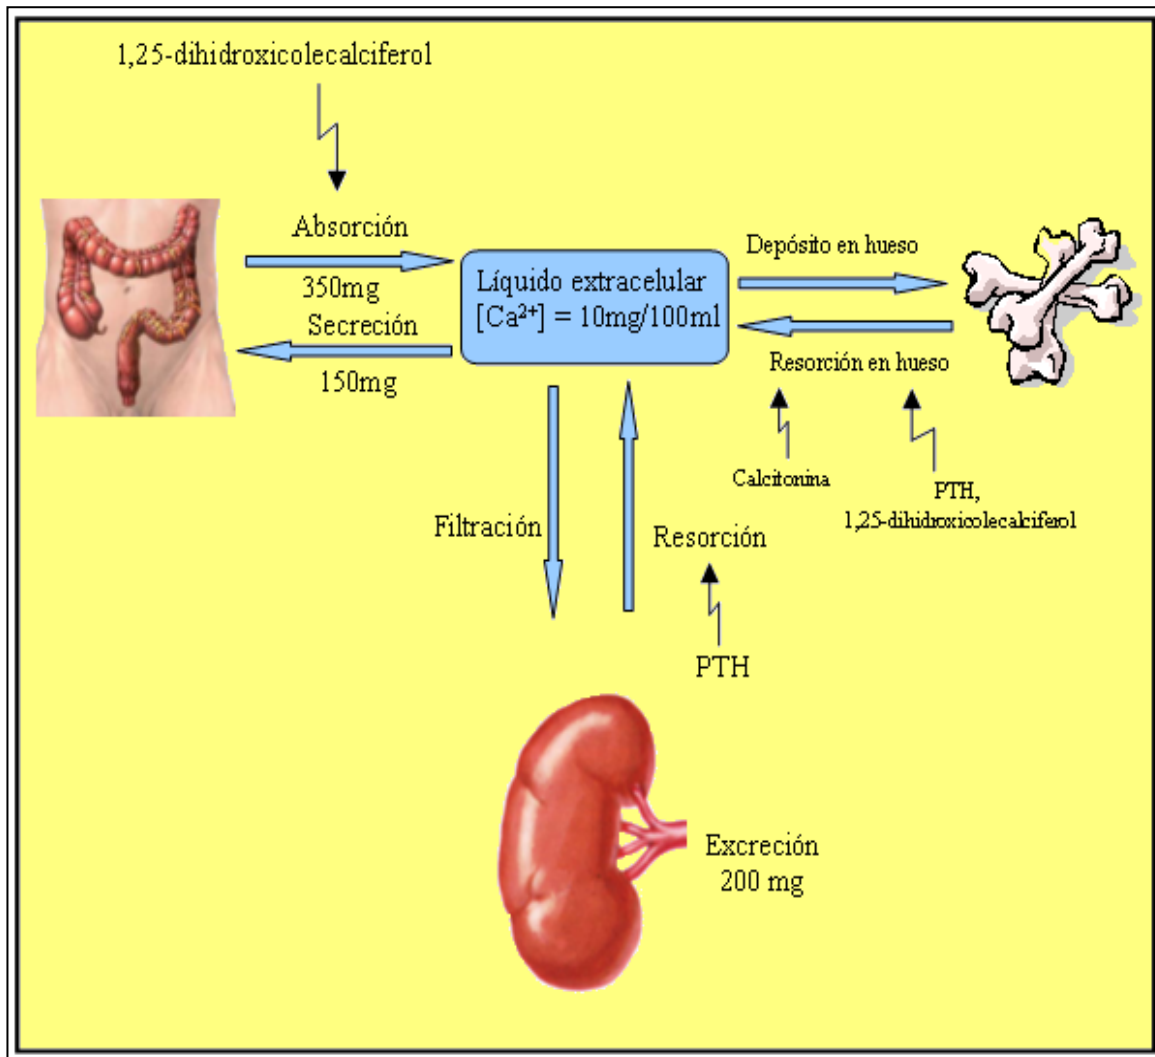 1,25-dihidroxicolecalciferol
Absorción
350mg
Secreción
150mg
Líquido extracelular
[Ca²⁺] = 10mg/100ml
Depósito en hueso
Resorción en hueso
Calcitonina
PTH,
1,25-dihidroxicolecalciferol
Filtración
Resorción
PTH
Excreción
200 mg